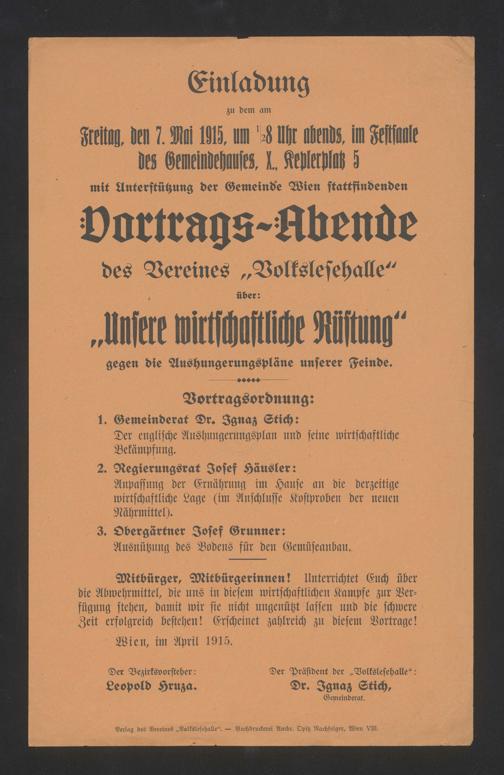 Einladung
zu dem am
Freitag, den 7. Mai 1915, um 1/28 Uhr abends, im Festsaale
des Gemeindehauses, X., Keplerplatz 5
mit Unterstützung der Gemeinde Wien stattfindenden
Vortrags-Abende
des Vereines „Volkslesehalle“
über:
„Unsere wirtschaftliche Rüstung“
gegen die Aushungerungspläne unserer Feinde.
Vortragsordnung:
1. Gemeinderat Dr. Ignaz Stich:
Der englische Aushungerungsplan und seine wirtschaftliche
Bekämpfung.
2. Regierungsrat Josef Häusler:
Anpassung der Ernährung im Hause an die derzeitige
wirtschaftliche Lage (im Anschlusse Kostproben der neuen
Nährmittel).
3. Obergärtner Josef Grunner:
Ausnützung des Bodens für den Gemüseanbau.
Mitbürger, Mitbürgerinnen! Unterrichtet Euch über
die Abwehrmittel, die uns in diesem wirtschaftlichen Kampfe zur Ver-
fügung stehen, damit wir sie nicht ungenützt lassen und die schwere
Zeit erfolgreich bestehen! Erscheinet zahlreich zu diesem Vortrage!
Wien, im April 1915.
Der Bezirksvorsteher:
Leopold Hruza.
Der Präsident der „Volkslesehalle“:
Dr. Ignaz Stich,
Gemeinderat.
Verlag des Vereines „Volkslesehalle“. — Buchdruckerei Ambr. Opitz Nachfolger, Wien VIII.